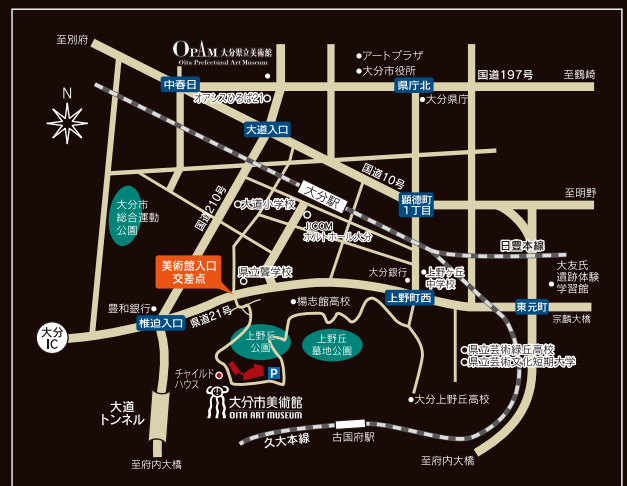 至別府
OPAM 大分県立美術館
Oita Prefectural Art Museum
アートプラザ
大分市役所
国道197号
至鶴崎
中春日
県庁北
オアシスひろば21
大分県庁
N
大道入口
国道10号
大分駅
国道210号
大分市
総合運動
公園
大道小学校
顕徳町
1丁目
至明野
J:COM
ホルトホール大分
日豊本線
美術館入口
交差点
県立聾学校
大分銀行
上野ヶ丘
中学校
大友氏
遺跡体験
学習館
豊和銀行
県道21号
楊志館高校
上野町西
東元町
宗麟大橋
大分
IC
椎迫入口
上野丘
公園
上野丘
墓地公園
県立芸術緑丘高校
県立芸術文化短期大学
チャイルド
ハウス
P
大分市美術館
OITA ART MUSEUM
大分上野丘高校
大道
トンネル
久大本線
古国府駅
至府内大橋
至府内大橋